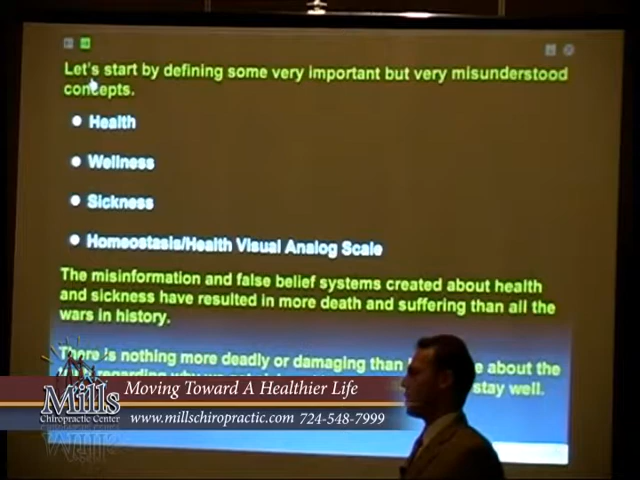 Let's start by defining some very important but very misunderstood
concepts.
Health
Wellness
Sickness
Homeostasis/Health Visual Analog Scale
The misinformation and false belief systems created about health
and sickness have resulted in more death and suffering than all the
wars in history.
There is nothing more deadly or damaging than about the
regarding stay well.
Mills
Chiropractic Center
Moving Toward A Healthier Life
www.millschiropractic.com 724-548-7999